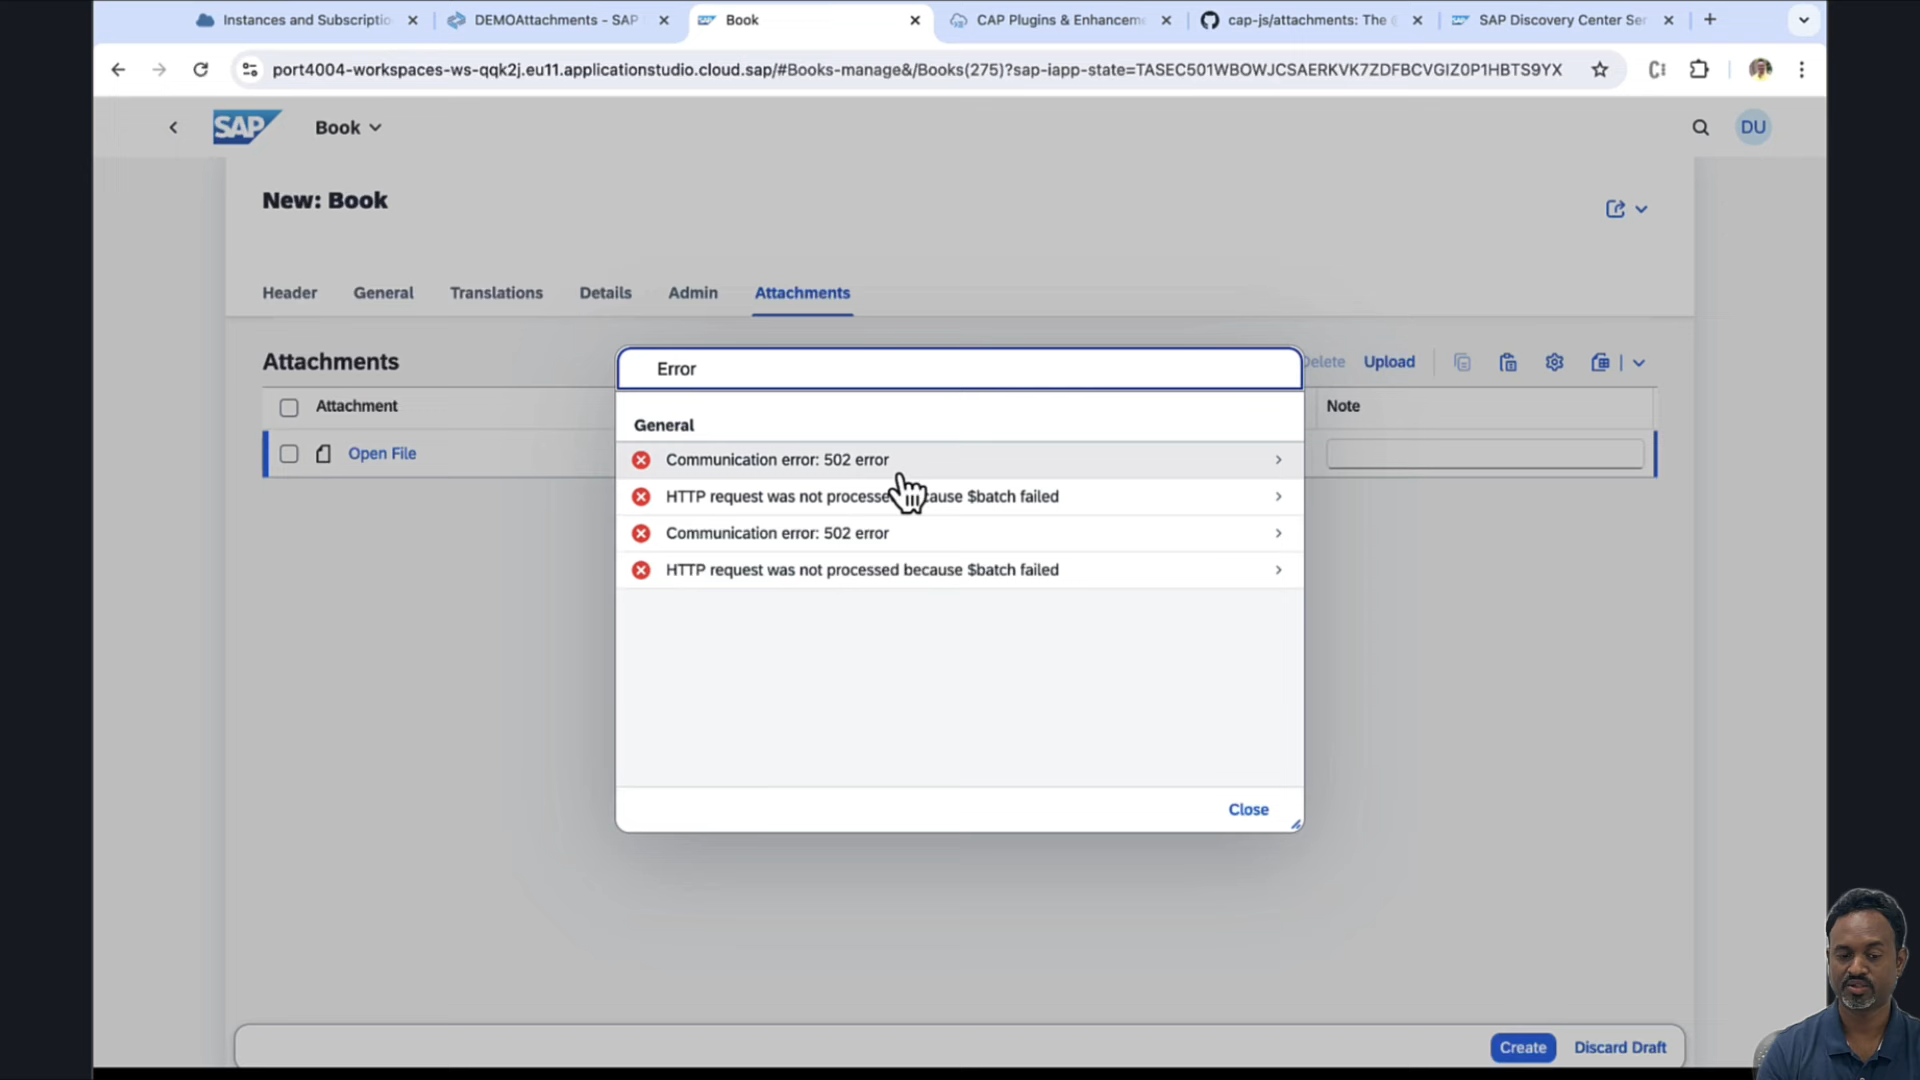 Instances and Subscriptio
DEMOAttachments - SAP
Book
CAP Plugins & Enhancem
cap-js/attachments: The
SAP Discovery Center Ser
port4004-workspaces-ws-qqk2j.eu11.applicationstudio.cloud.sap/#Books-manage&/Books(275)?sap-iapp-state=TASEC501WBOWJCSAERKVK7ZDFBCVGIZ0P1HBTS9YX
SAP
Book
DU
New: Book
Header
General
Translations
Details
Admin
Attachments
Attachments
Delete
Upload
Attachment
Note
Open File
Error
General
Communication error: 502 error
HTTP request was not processe cause $batch failed
Communication error: 502 error
HTTP request was not processed because $batch failed
Close
Create
Discard Draft